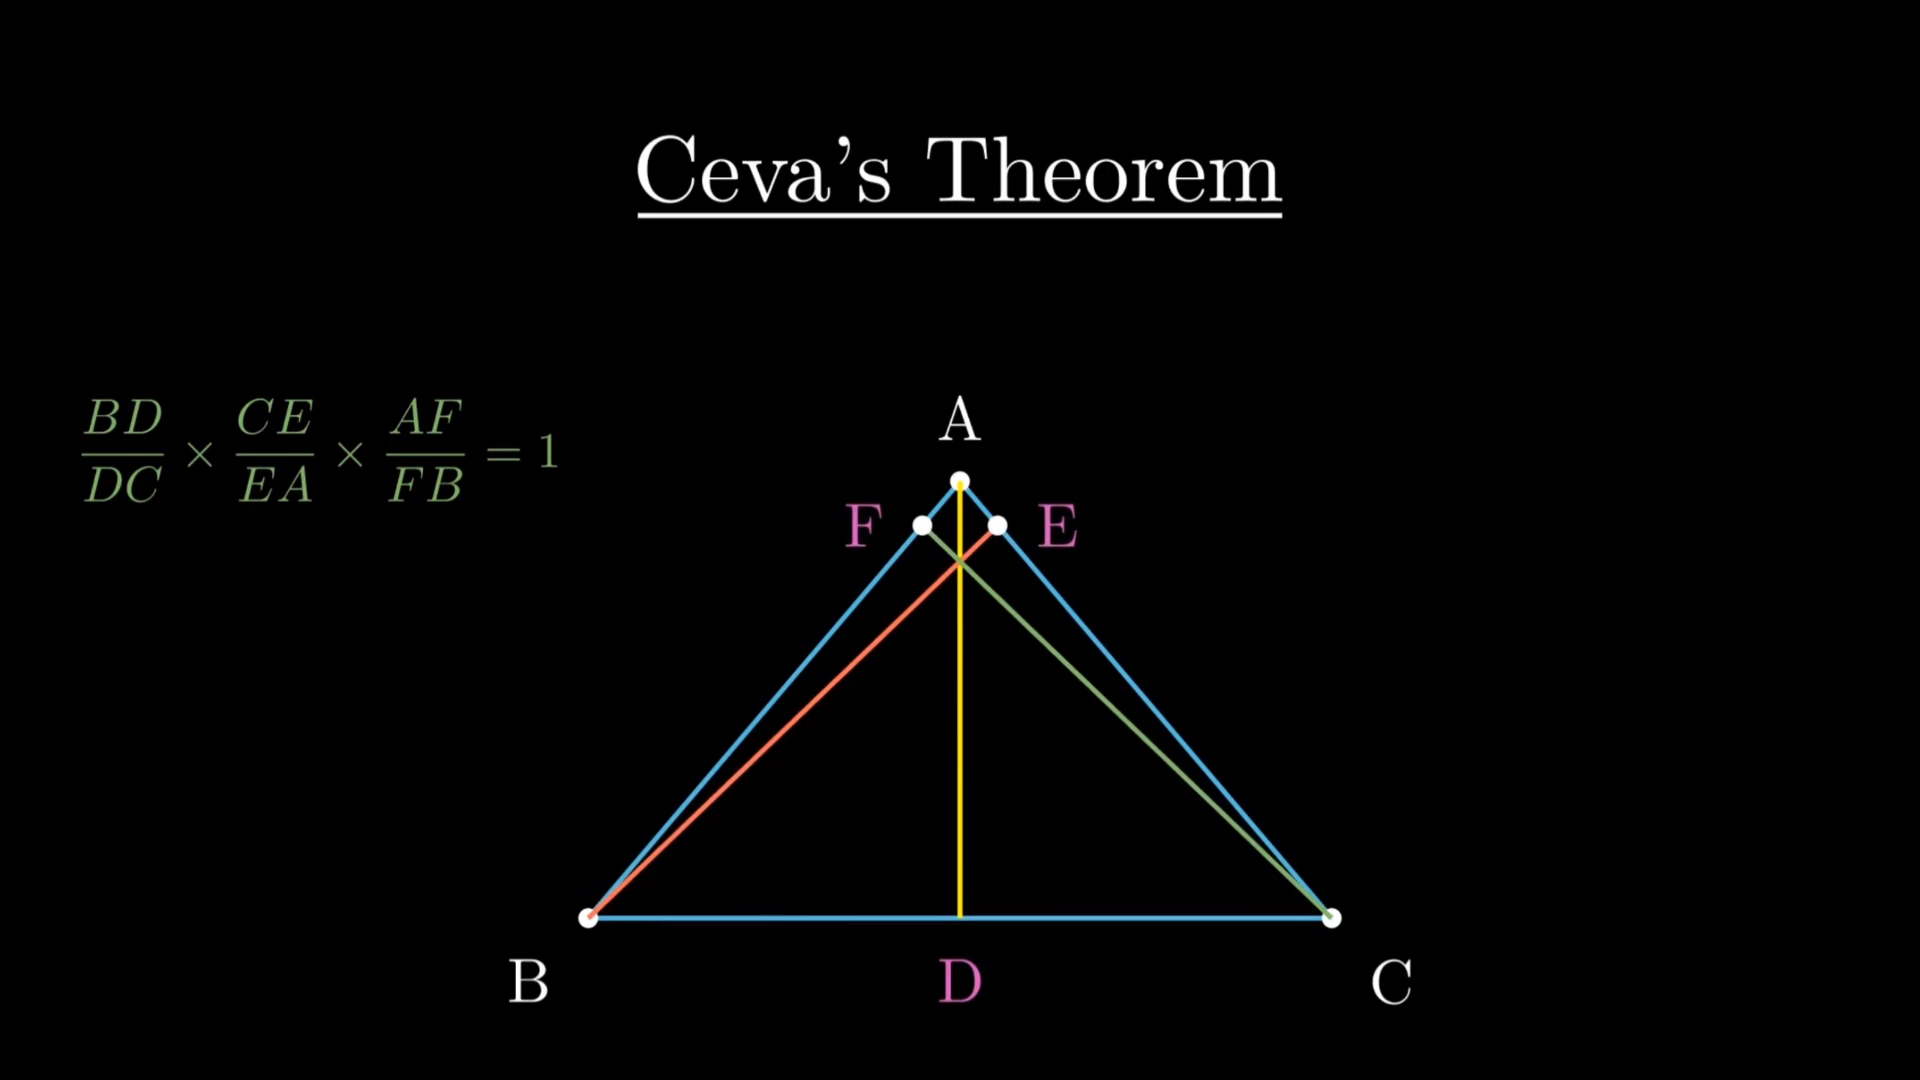 Ceva's Theorem
BD/DC × CE/EA × AF/FB = 1
A
F E
B D C